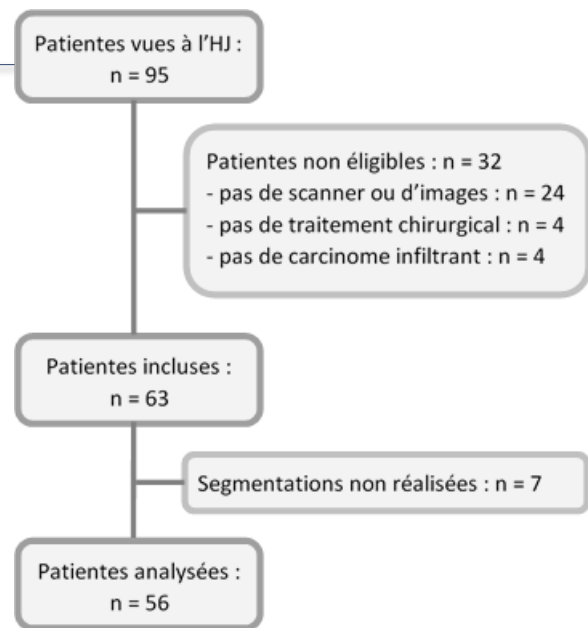 Patientes vues à l’HJ :
n = 95
Patientes non éligibles : n = 32
- pas de scanner ou d’images : n = 24
- pas de traitement chirurgical : n = 4
- pas de carcinome infiltrant : n = 4
Patientes incluses :
n = 63
Segmentations non réalisées : n = 7
Patientes analysées :
n = 56